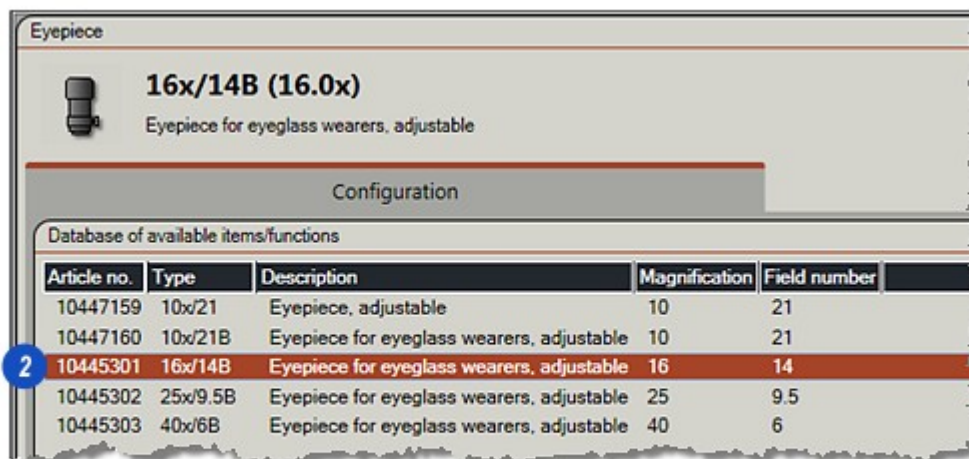 Eyepiece
16x/14B (16.0x)
Eyepiece for eyeglass wearers, adjustable
Configuration
Database of available items/functions
Article no. Type Description Magnification Field number
10447159 10x/21 Eyepiece, adjustable 10 21
10447160 10x/21B Eyepiece for eyeglass wearers, adjustable 10 21
2 10445301 16x/14B Eyepiece for eyeglass wearers, adjustable 16 14
10445302 25x/9.5B Eyepiece for eyeglass wearers, adjustable 25 9.5
10445303 40x/6B Eyepiece for eyeglass wearers, adjustable 40 6